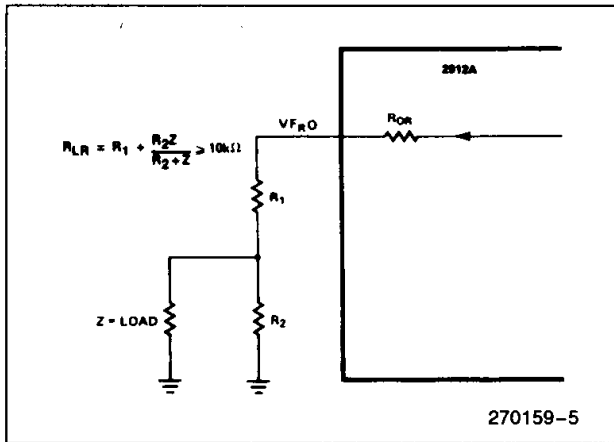 2912A
VF_RO
R_OR
R_LR = R_1 + R_2Z / R_2 + Z ≥ 10kΩ
R_1
Z = LOAD
R_2
270159-5